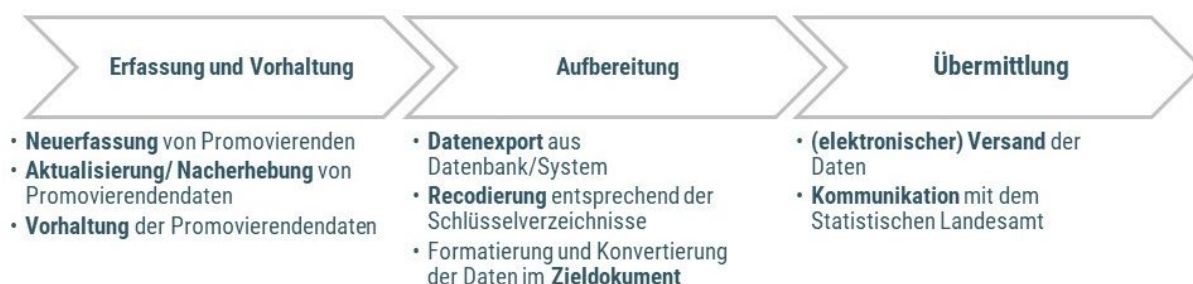 Erfassung und Vorhaltung
• Neuerfassung von Promovierenden
• Aktualisierung/ Nacherhebung von
Promovierendendaten
• Vorhaltung der Promovierendendaten
Aufbereitung
• Datenexport aus
Datenbank/System
• Recodierung entsprechend der
Schlüsselverzeichnisse
• Formatierung und Konvertierung
der Daten im Zieldokument
Übermittlung
• (elektronischer) Versand der
Daten
• Kommunikation mit dem
Statistischen Landesamt